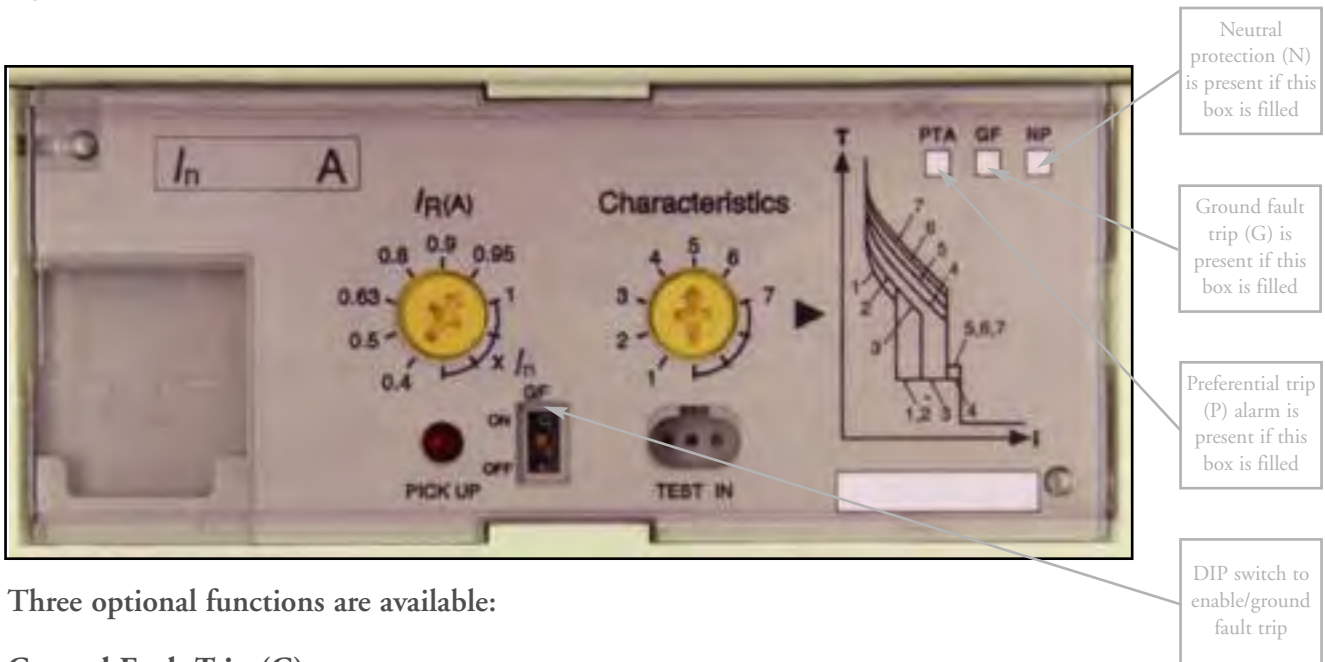 Neutral
protection (N)
is present if this
box is filled
In A
IR(A)
0.4
0.5
0.63
0.8
0.9
0.95
1
x In
Characteristics
1
2
3
4
5
6
7
T
PTA GF NP
7
6
5
4
1
2
3
5,6,7
1,2 3 4
I
GF
ON
OFF
PICK UP
TEST IN
Ground fault
trip (G) is
present if this
box is filled
Preferential trip
(P) alarm is
present if this
box is filled
DIP switch to
enable/ground
fault trip
Three optional functions are available: